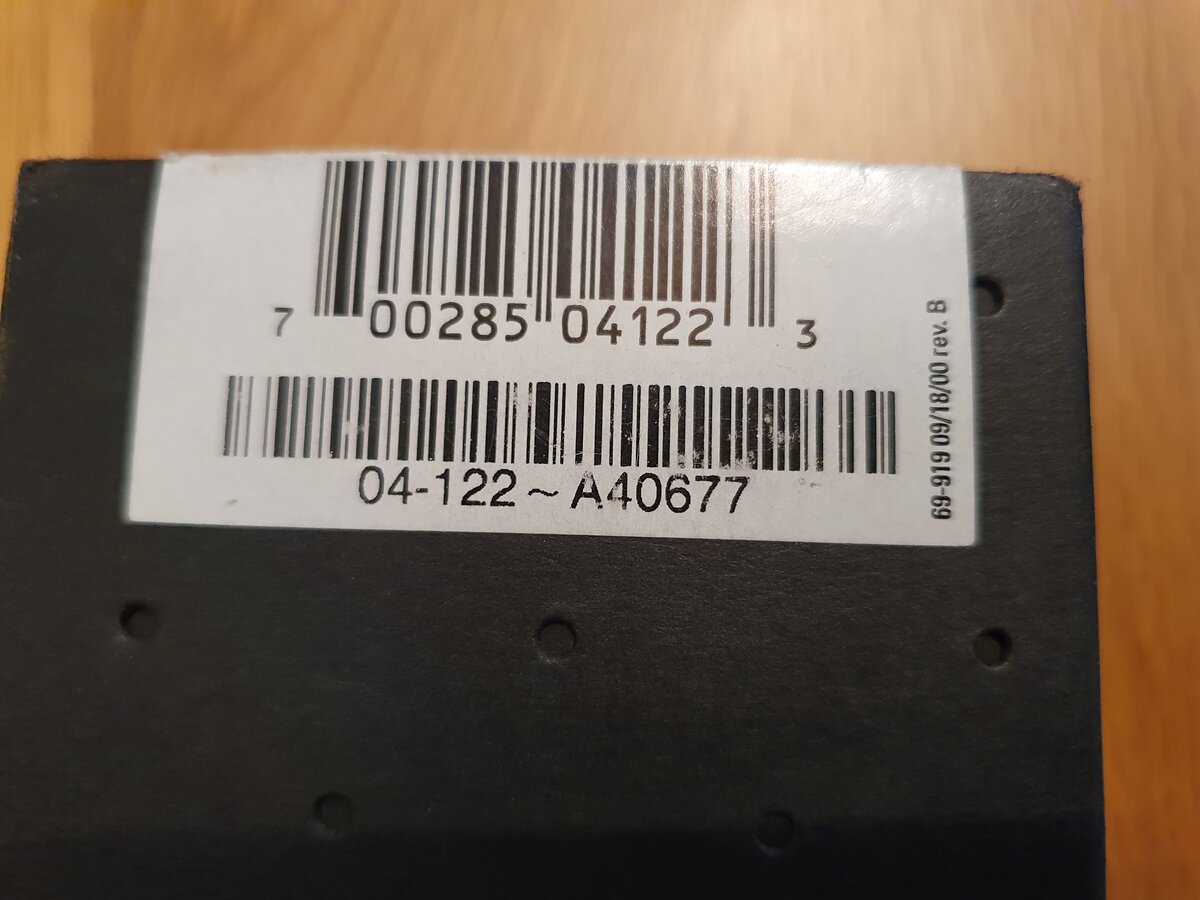 7 00285 04122 3
04-122 ~ A40677
69-919 09/18/00 rev. B